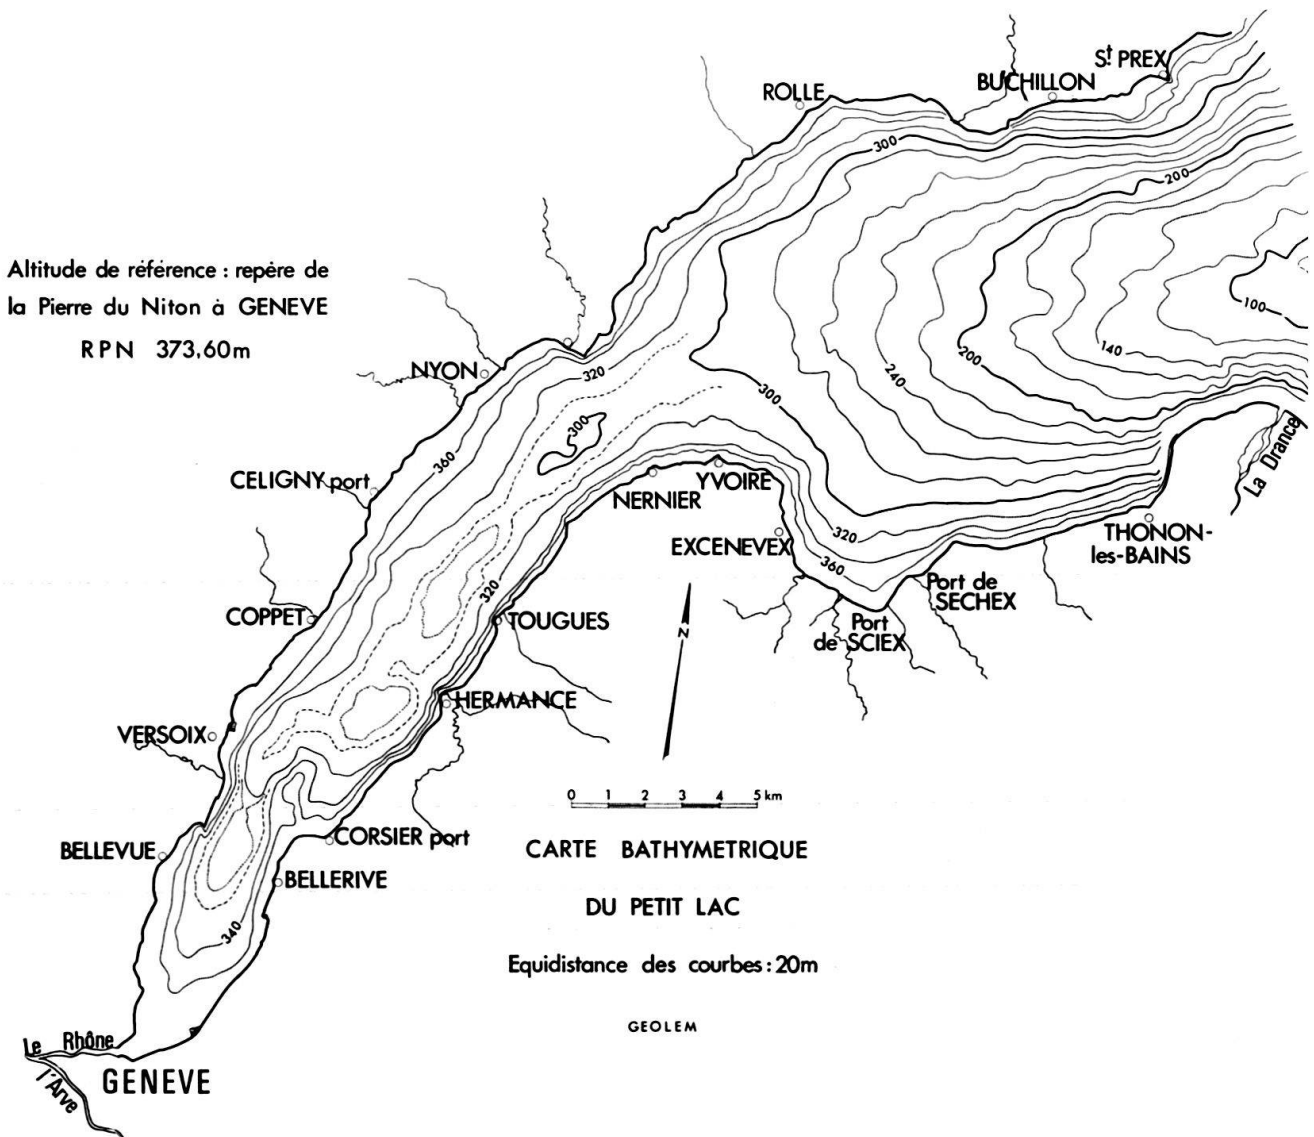 St PREX
BUCHILLON
ROLLE
300
200
Altitude de référence : repère de
la Pierre du Niton à GENEVE
RPN 373,60m
100
140
200
240
NYON
320
300
300
360
CELIGNY port
NERNIER
YVOIRE
La Drance
EXCENEVEX
320
THONON-
les-BAINS
360
Port de
SECHEX
Port
de SCIEX
320
COPPET
TOUGUES
N
HERMANCE
VERSOIX
0 1 2 3 4 5 km
BELLEVUE
CORSIER port
CARTE BATHYMETRIQUE
BELLERIVE
DU PETIT LAC
340
Equidistance des courbes : 20m
GEOLEM
Le Rhône
l'Arve
GENEVE